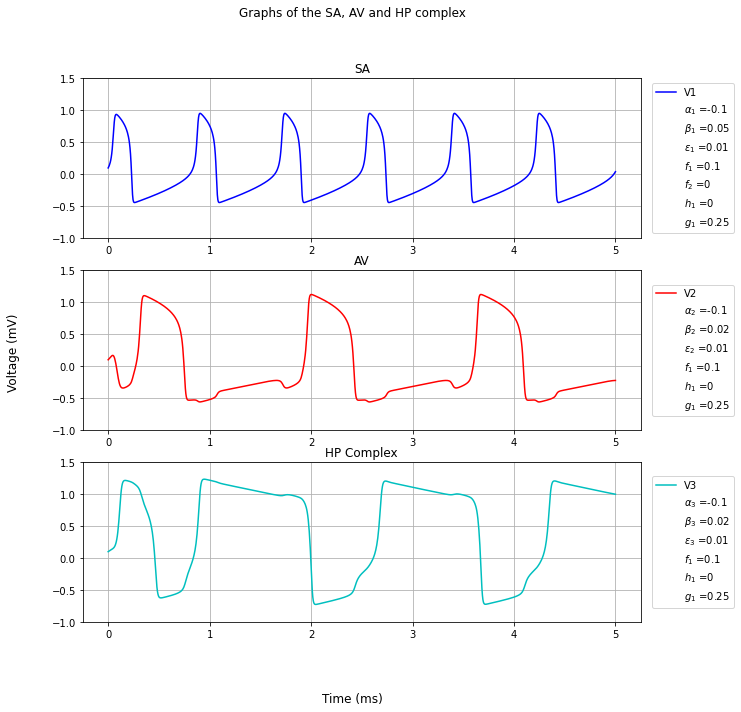 Graphs of the SA, AV and HP complex
SA
1.5
1.0
0.5
0.0
−0.5
−1.0
0 1 2 3 4 5
V1
α₁ =-0.1
β₁ =0.05
ε₁ =0.01
f₁ =0.1
f₂ =0
h₁ =0
g₁ =0.25
AV
1.5
1.0
0.5
0.0
−0.5
−1.0
0 1 2 3 4 5
V2
α₂ =-0.1
β₂ =0.02
ε₂ =0.01
f₁ =0.1
h₁ =0
g₁ =0.25
Voltage (mV)
HP Complex
1.5
1.0
0.5
0.0
−0.5
−1.0
0 1 2 3 4 5
V3
α₃ =-0.1
β₃ =0.02
ε₃ =0.01
f₁ =0.1
h₁ =0
g₁ =0.25
Time (ms)